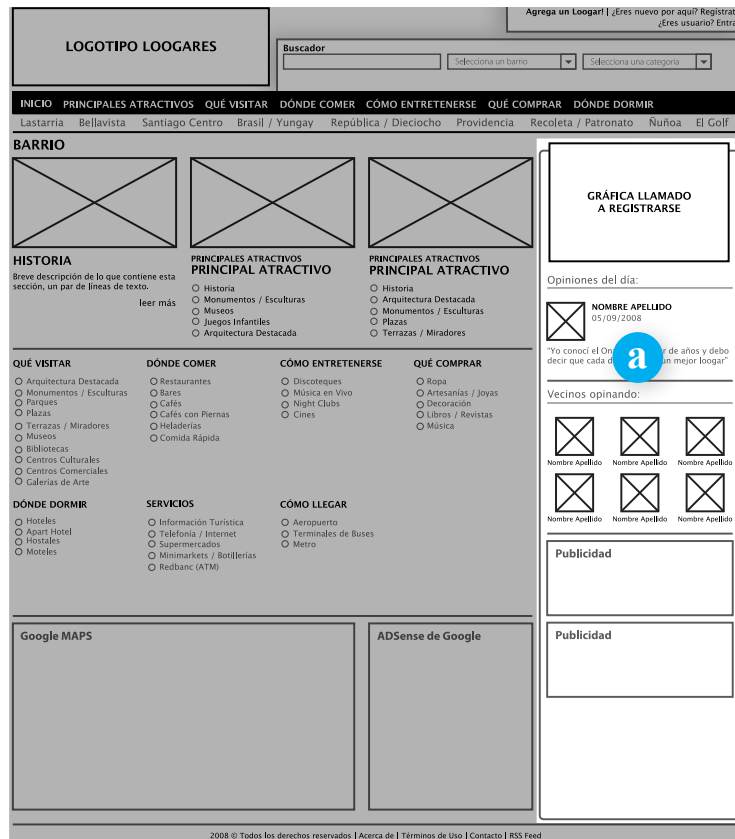 Agrega un Loogar! | ¿Eres nuevo por aquí? Registrat
¿Eres usuario? Entra
LOGOTIPO LOOGARES
Buscador
Selecciona un barrio
Selecciona una categoría
INICIO PRINCIPALES ATRACTIVOS QUÉ VISITAR DÓNDE COMER CÓMO ENTRETENERSE QUÉ COMPRAR DÓNDE DORMIR
Lastarria Bellavista Santiago Centro Brasil / Yungay República / Dieciocho Providencia Recoleta / Patronato Ñuñoa El Golf
BARRIO
HISTORIA
Breve descripción de lo que contiene esta
sección, un par de líneas de texto.
leer más
PRINCIPALES ATRACTIVOS
PRINCIPAL ATRACTIVO
Historia
Monumentos / Esculturas
Museos
Juegos Infantiles
Arquitectura Destacada
PRINCIPALES ATRACTIVOS
PRINCIPAL ATRACTIVO
Historia
Arquitectura Destacada
Monumentos / Esculturas
Plazas
Terrazas / Miradores
QUÉ VISITAR
Arquitectura Destacada
Monumentos / Esculturas
Parques
Plazas
Terrazas / Miradores
Museos
Bibliotecas
Centros Culturales
Centros Comerciales
Galerías de Arte
DÓNDE COMER
Restaurantes
Bares
Cafés
Cafés con Piernas
Heladerías
Comida Rápida
CÓMO ENTRETENERSE
Discoteques
Música en Vivo
Night Clubs
Cines
QUÉ COMPRAR
Ropa
Artesanías / Joyas
Decoración
Libros / Revistas
Música
DÓNDE DORMIR
Hoteles
Apart Hotel
Hostales
Moteles
SERVICIOS
Información Turística
Telefonía / Internet
Supermercados
Minimarkets / Botillerías
Redbanc (ATM)
CÓMO LLEGAR
Aeropuerto
Terminales de Buses
Metro
Google MAPS
ADSense de Google
GRÁFICA LLAMADO
A REGISTRARSE
Opiniones del día:
NOMBRE APELLIDO
05/09/2008
a
"Yo conocí el de años y debo
decir que cada un mejor loogar"
Vecinos opinando:
Nombre Apellido Nombre Apellido Nombre Apellido
Nombre Apellido Nombre Apellido Nombre Apellido
Publicidad
Publicidad
2008 © Todos los derechos reservados | Acerca de | Términos de Uso | Contacto | RSS Feed